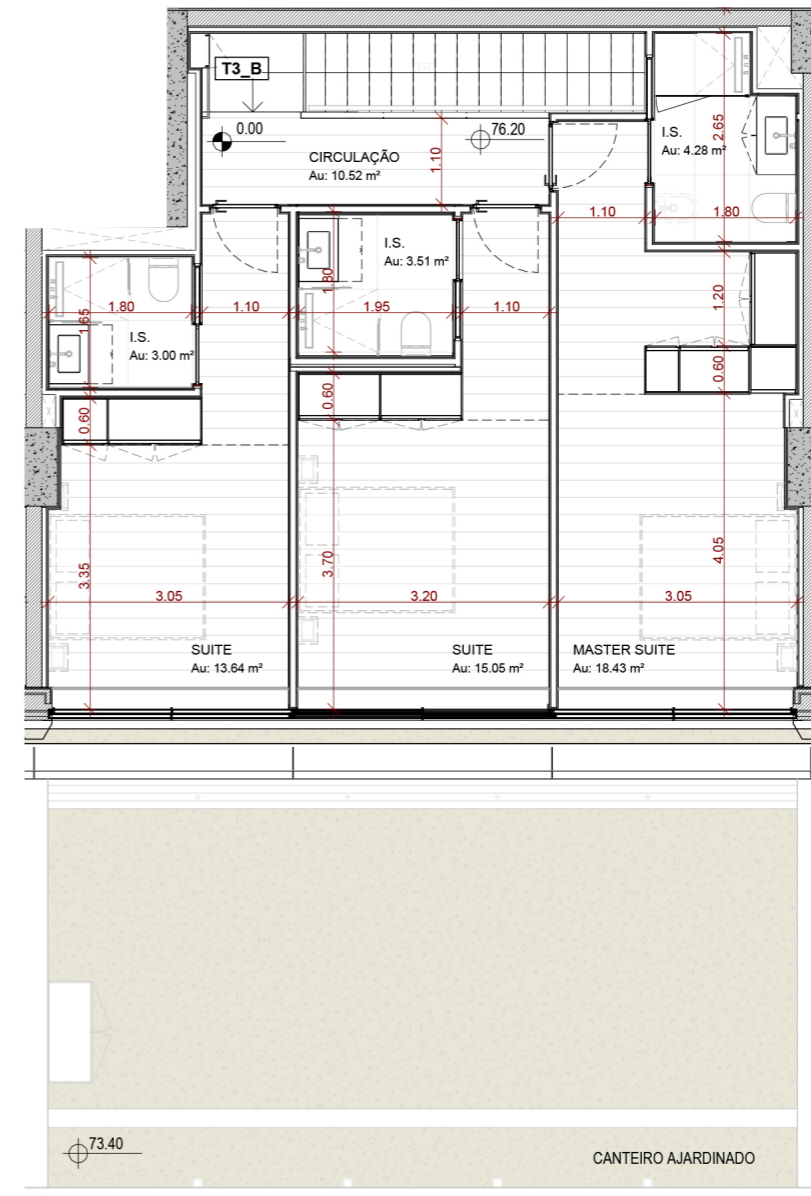 T3_B
0.00
76.20
CIRCULAÇÃO
Au: 10.52 m²
1.10
I.S.
Au: 4.28 m²
2.65
1.10
1.80
I.S.
Au: 3.51 m²
1.80
1.95
1.10
1.20
0.60
1.80
1.10
1.65
I.S.
Au: 3.00 m²
0.60
0.60
3.35
3.70
4.05
3.05
3.20
3.05
SUITE
Au: 13.64 m²
SUITE
Au: 15.05 m²
MASTER SUITE
Au: 18.43 m²
73.40
CANTEIRO AJARDINADO